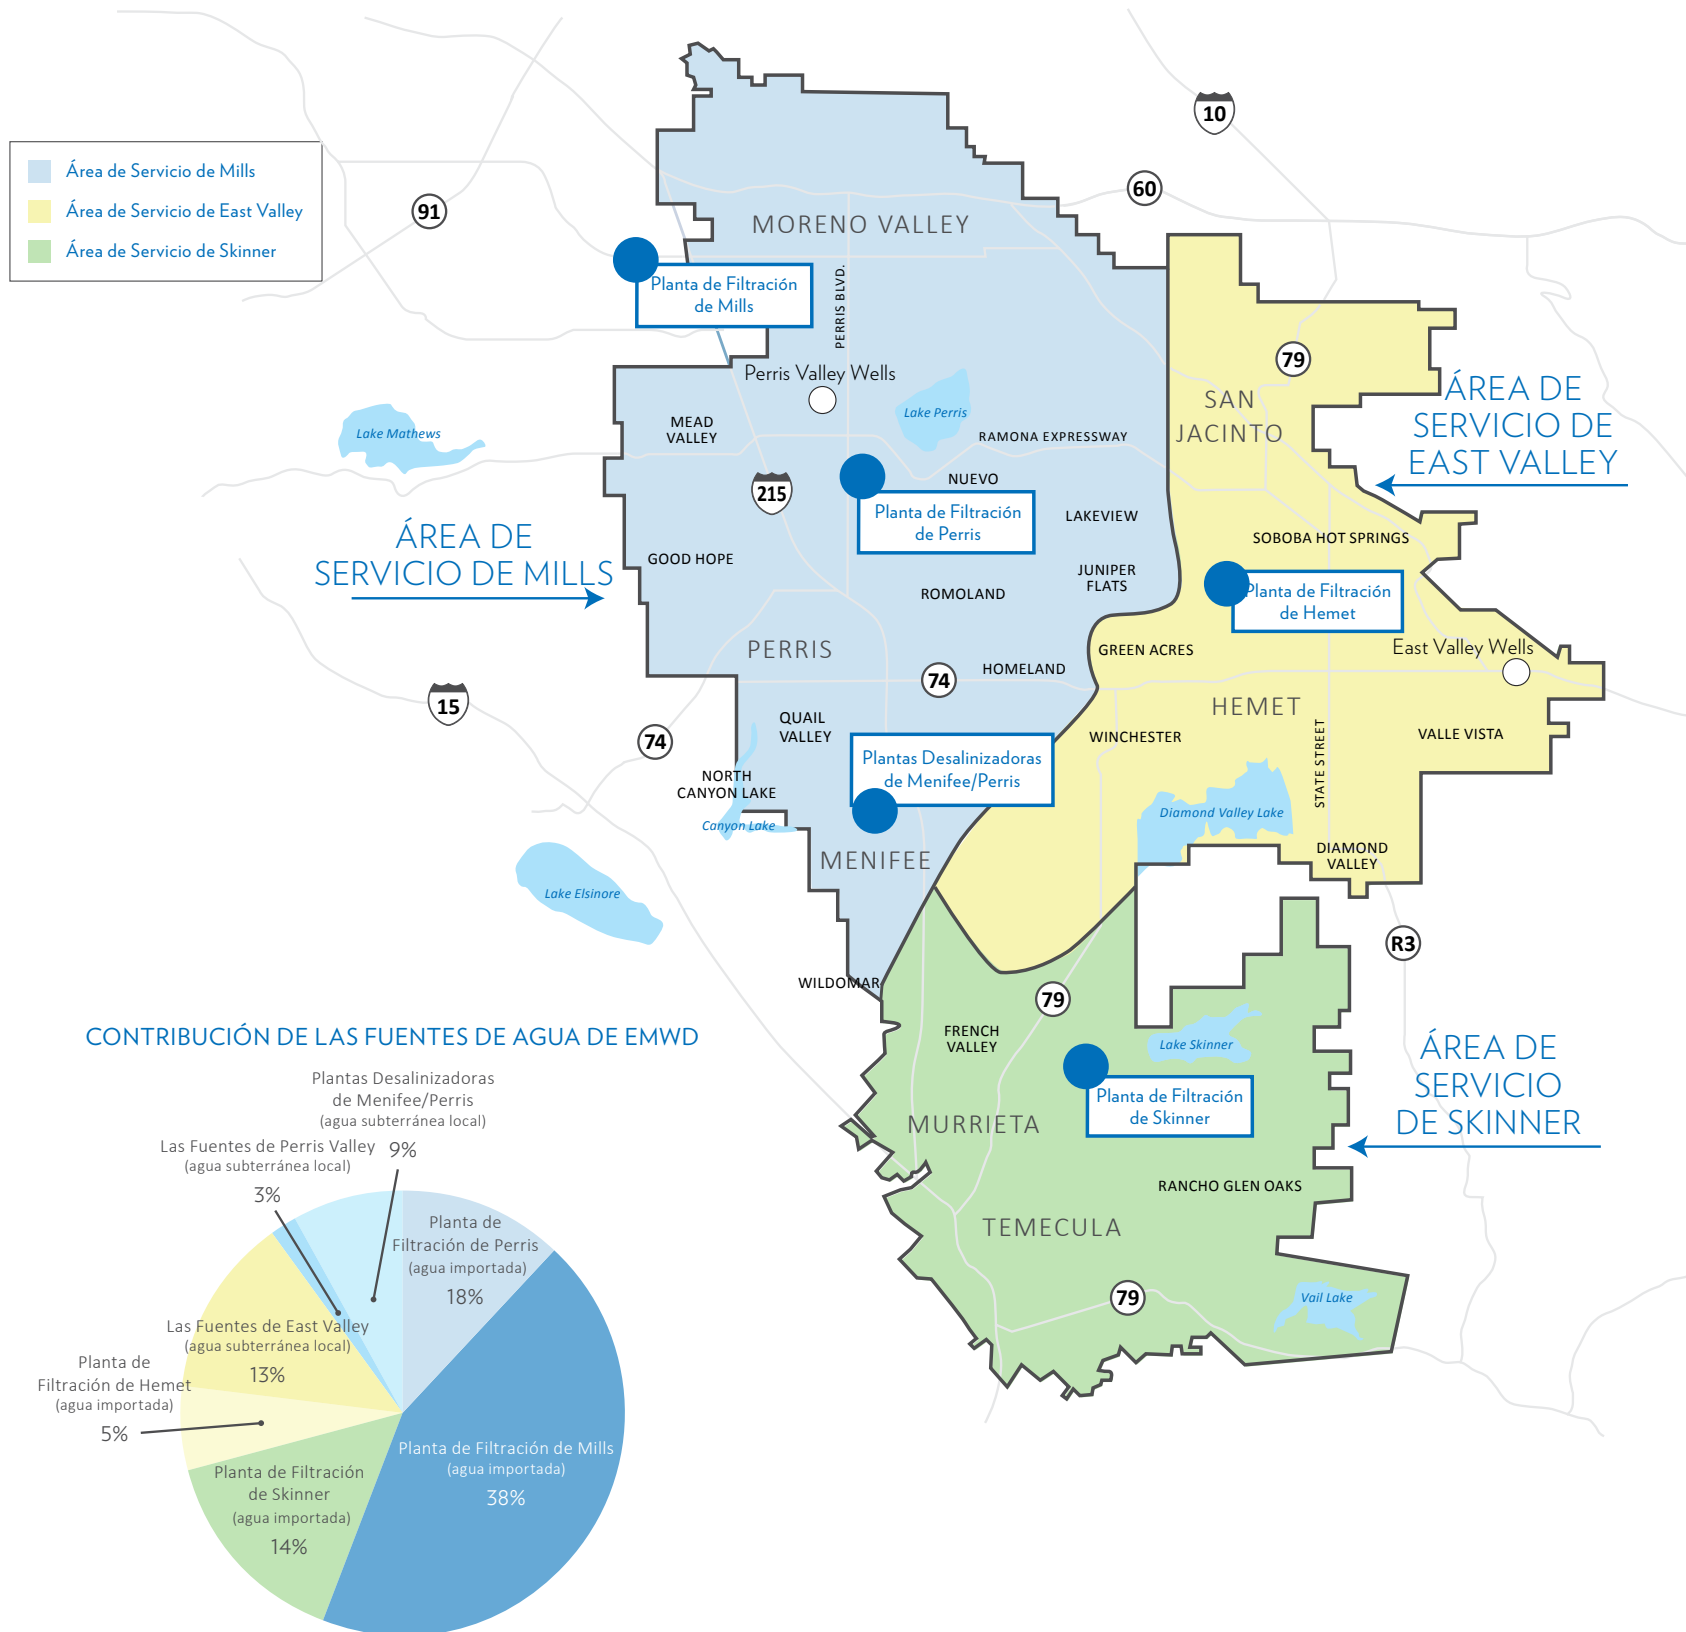 Área de Servicio de Mills
Área de Servicio de East Valley
Área de Servicio de Skinner
10
60
91
MORENO VALLEY
Planta de Filtración
de Mills
PERRIS BLVD.
79
Perris Valley Wells
Lake Perris
SAN
JACINTO
ÁREA DE
SERVICIO DE
EAST VALLEY
Lake Mathews
MEAD
VALLEY
RAMONA EXPRESSWAY
215
NUEVO
Planta de Filtración
de Perris
LAKEVIEW
ÁREA DE
SERVICIO DE MILLS
GOOD HOPE
SOBOBA HOT SPRINGS
JUNIPER
FLATS
ROMOLAND
Planta de Filtración
de Hemet
PERRIS
GREEN ACRES
East Valley Wells
HOMELAND
74
15
HEMET
QUAIL
VALLEY
74
WINCHESTER
STATE STREET
VALLE VISTA
Plantas Desalinizadoras
de Menifee/Perris
NORTH
CANYON LAKE
Canyon Lake
Diamond Valley Lake
MENIFEE
DIAMOND
VALLEY
Lake Elsinore
R3
WILDOMAR
79
FRENCH
VALLEY
Lake Skinner
ÁREA DE
SERVICIO
DE SKINNER
Planta de Filtración
de Skinner
MURRIETA
RANCHO GLEN OAKS
TEMECULA
79
Vail Lake
CONTRIBUCIÓN DE LAS FUENTES DE AGUA DE EMWD
Plantas Desalinizadoras
de Menifee/Perris
(agua subterránea local)
9%
Las Fuentes de Perris Valley
(agua subterránea local)
3%
Planta de
Filtración de Perris
(agua importada)
18%
Las Fuentes de East Valley
(agua subterránea local)
13%
Planta de
Filtración de Hemet
(agua importada)
5%
Planta de Filtración de Mills
(agua importada)
38%
Planta de Filtración
de Skinner
(agua importada)
14%